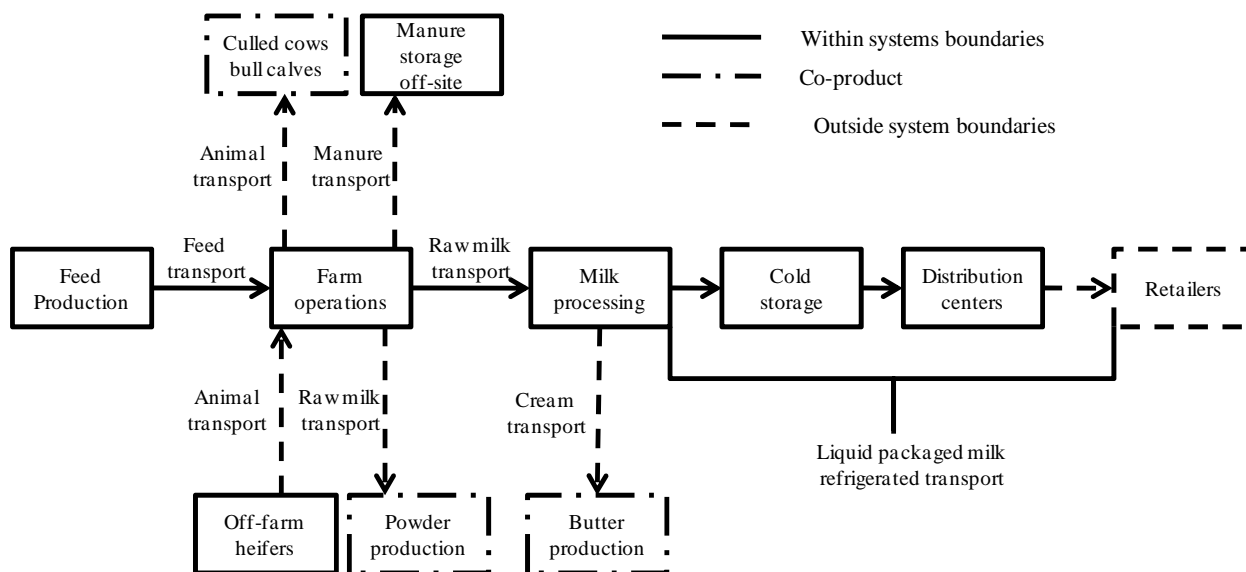 Culled cows
bull calves
Manure
storage
off-site
Within systems boundaries
Co-product
Outside system boundaries
Animal
transport
Manure
transport
Feed
Production
Feed
transport
Farm
operations
Raw milk
transport
Milk
processing
Cold
storage
Distribution
centers
Retailers
Animal
transport
Raw milk
transport
Cream
transport
Liquid packaged milk
refrigerated transport
Off-farm
heifers
Powder
production
Butter
production